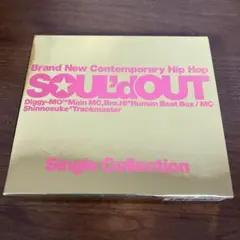 Brand New Contemporary Hip Hop
SOUL'dOUT
Diggy-MO'*Main MC,Bro.Hi*Human Beat Box / MC
Shinnosuke*Trackmaster
Single Collection